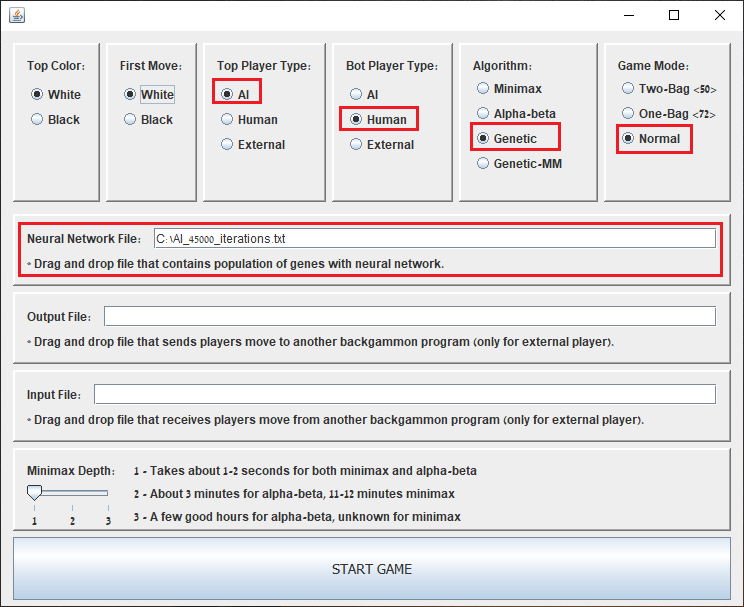 Top Color:
White
Black
First Move:
White
Black
Top Player Type:
AI
Human
External
Bot Player Type:
AI
Human
External
Algorithm:
Minimax
Alpha-beta
Genetic
Genetic-MM
Game Mode:
Two-Bag <50>
One-Bag <72>
Normal
Neural Network File: C:\AI_45000_iterations.txt
- Drag and drop file that contains population of genes with neural network.
Output File:
- Drag and drop file that sends players move to another backgammon program (only for external player).
Input File:
- Drag and drop file that receives players move from another backgammon program (only for external player).
Minimax Depth:
1 2 3
1 - Takes about 1-2 seconds for both minimax and alpha-beta
2 - About 3 minutes for alpha-beta, 11-12 minutes minimax
3 - A few good hours for alpha-beta, unknown for minimax
START GAME